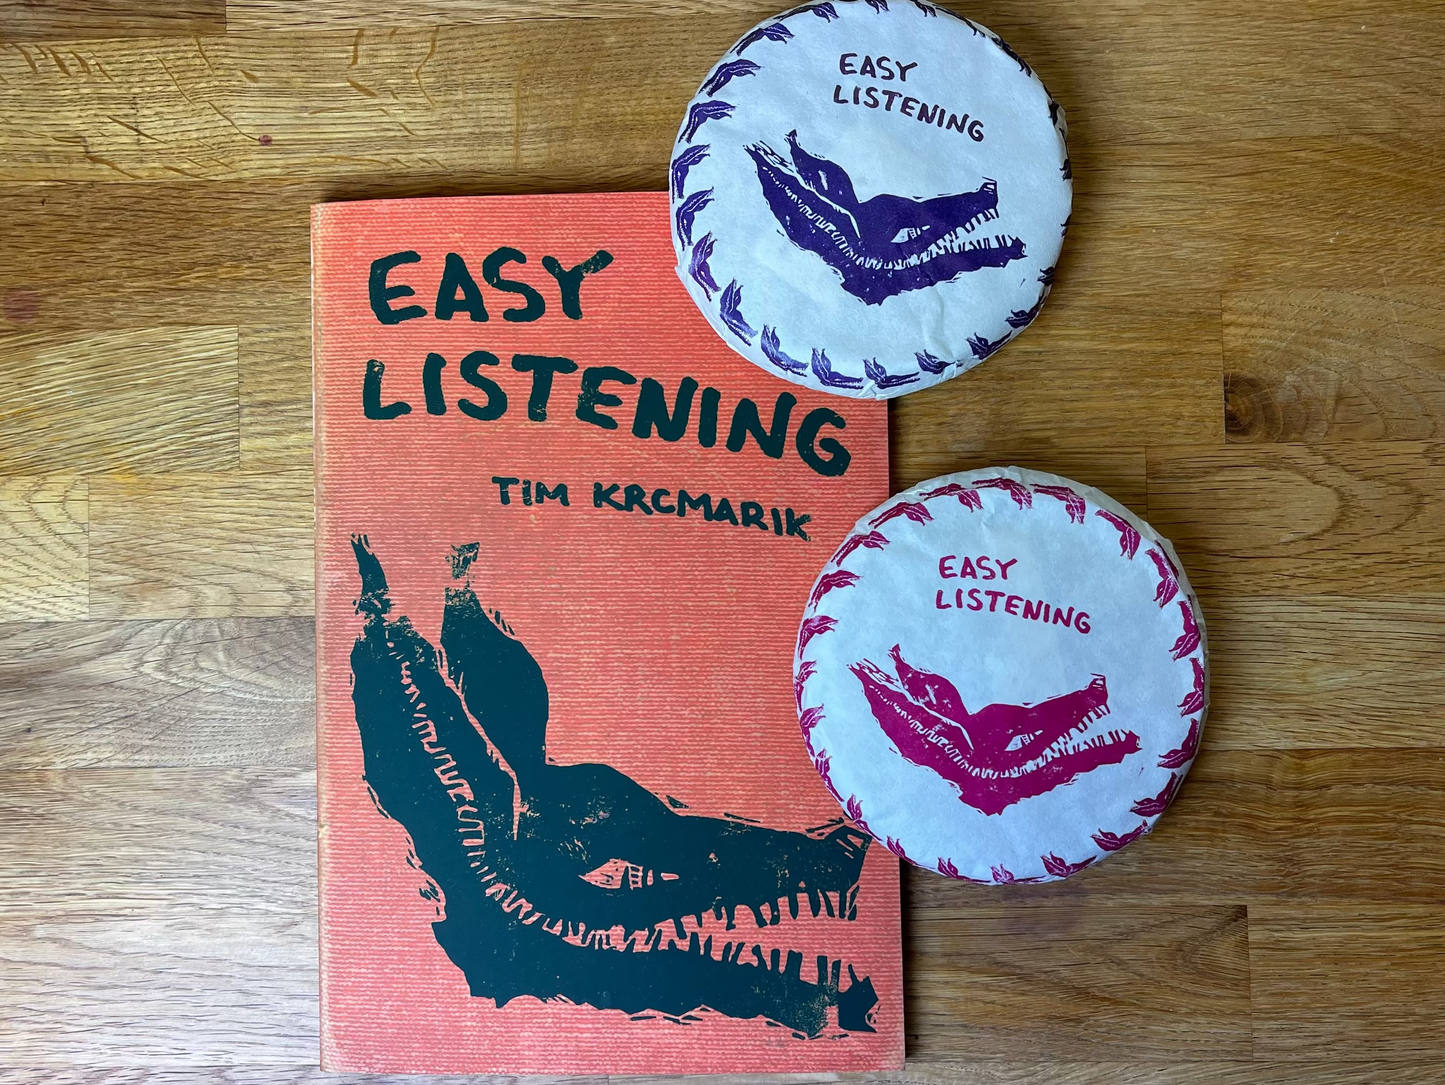 EASY
LISTENING
TIM KRCMARIK
EASY
LISTENING
EASY
LISTENING